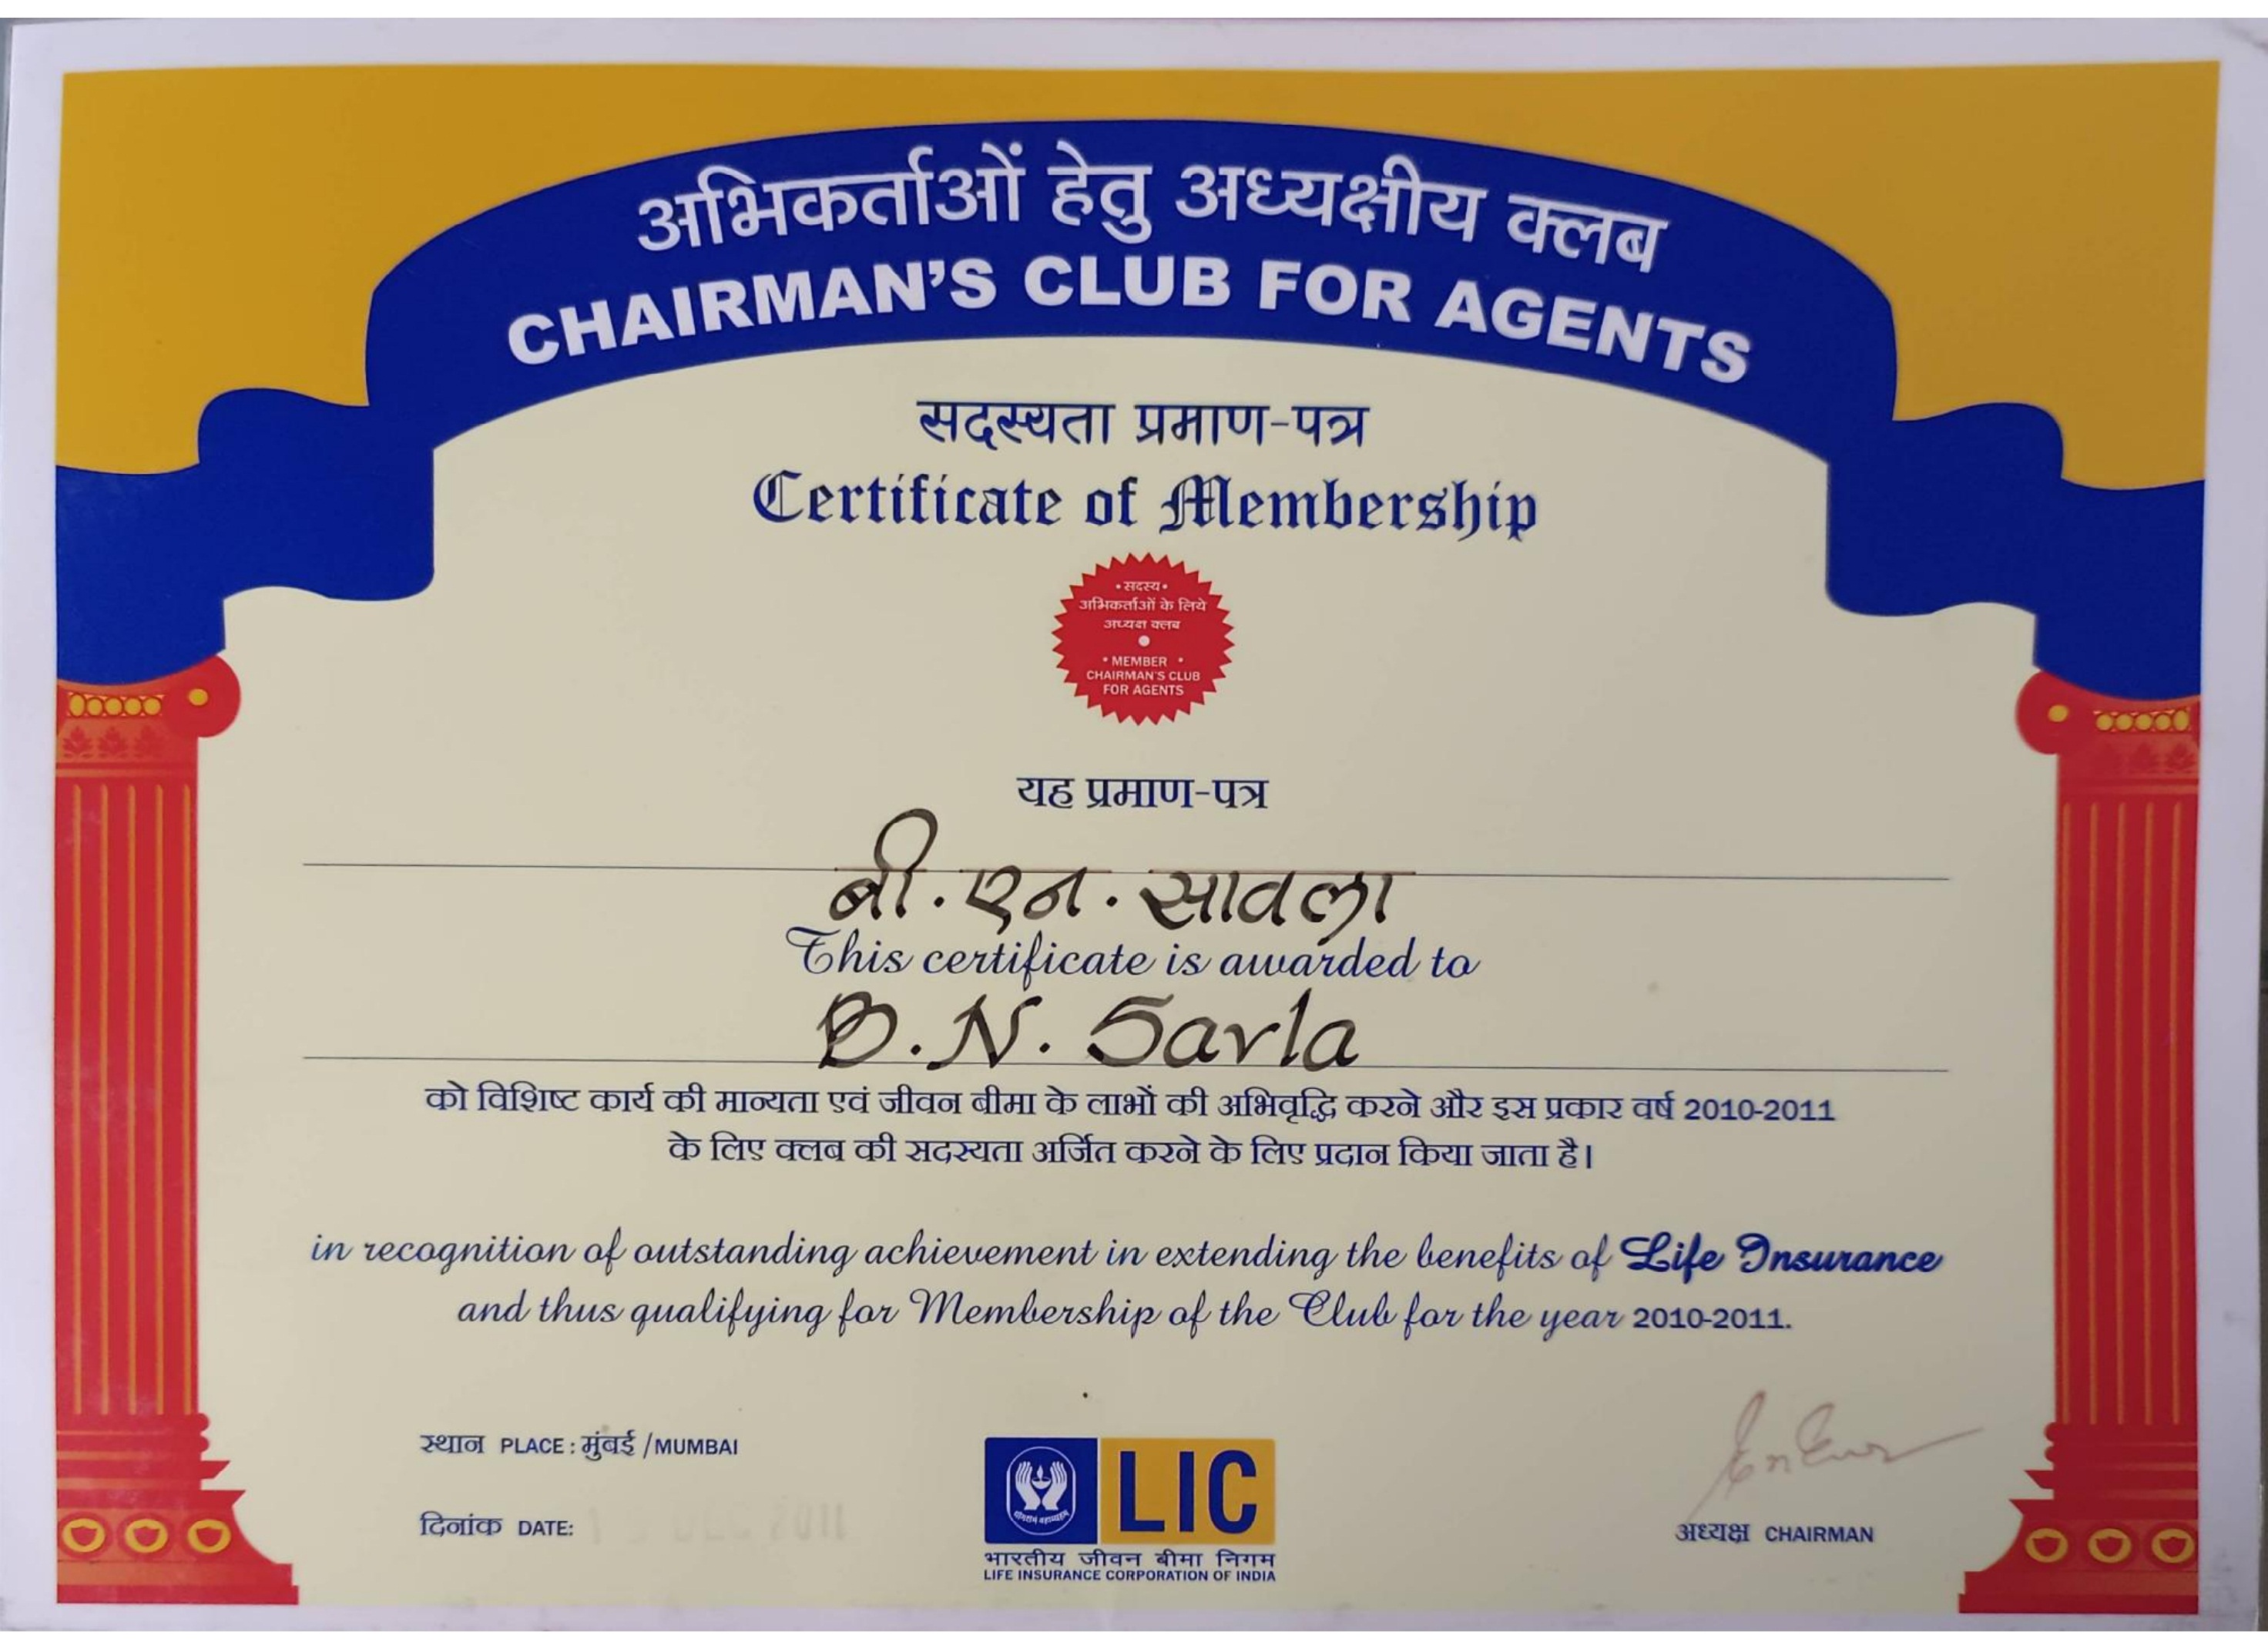 अभिकर्ताओं हेतु अध्यक्षीय क्लब
CHAIRMAN'S CLUB FOR AGENTS
सदस्यता प्रमाण-पत्र
Certificate of Membership
• सदस्य •
अभिकर्ताओं के लिये
अध्यक्ष क्लब
• MEMBER •
CHAIRMAN'S CLUB
FOR AGENTS
यह प्रमाण-पत्र
बी. एन. सावला
This certificate is awarded to
B. N. Savla
को विशिष्ट कार्य की मान्यता एवं जीवन बीमा के लाभों की अभिवृद्धि करने और इस प्रकार वर्ष 2010-2011
के लिए क्लब की सदस्यता अर्जित करने के लिए प्रदान किया जाता है।
in recognition of outstanding achievement in extending the benefits of Life Insurance
and thus qualifying for Membership of the Club for the year 2010-2011.
स्थान PLACE : मुंबई / MUMBAI
दिनांक DATE:
LIC
भारतीय जीवन बीमा निगम
LIFE INSURANCE CORPORATION OF INDIA
अध्यक्ष CHAIRMAN